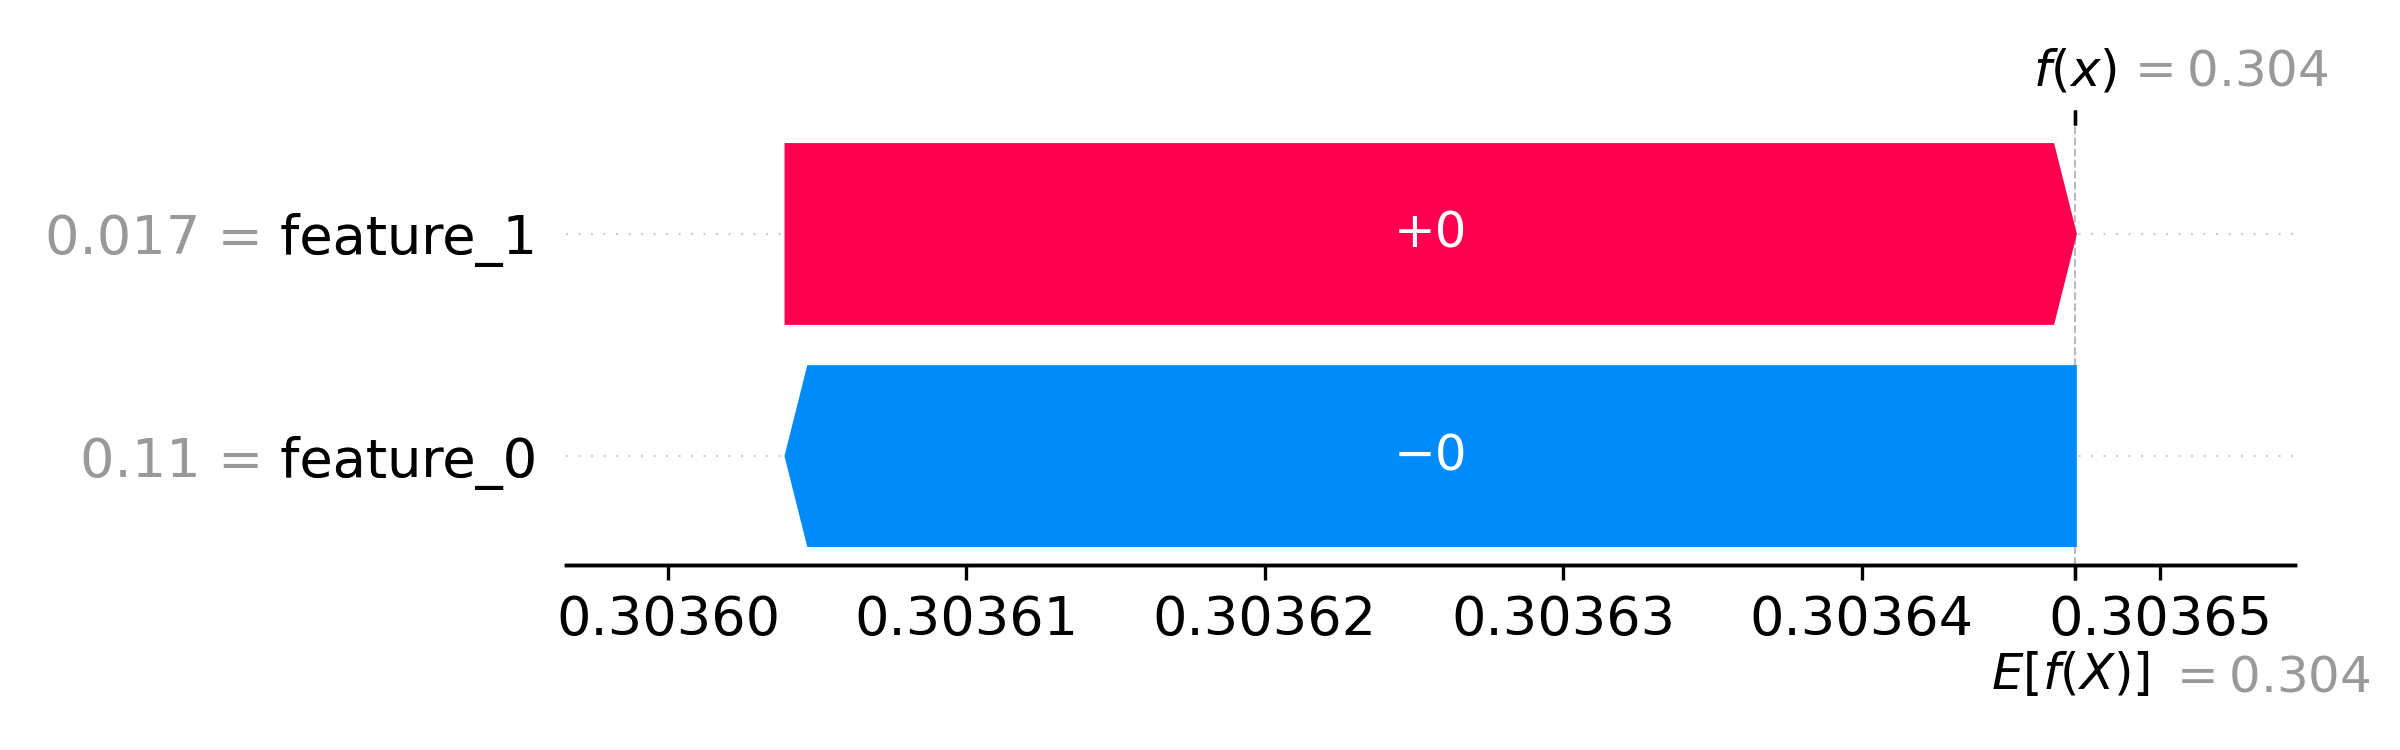 f(x) = 0.304
+0
0.017 = feature_1
−0
0.11 = feature_0
0.30360 0.30361 0.30362 0.30363 0.30364 0.30365
E[f(X)] = 0.304